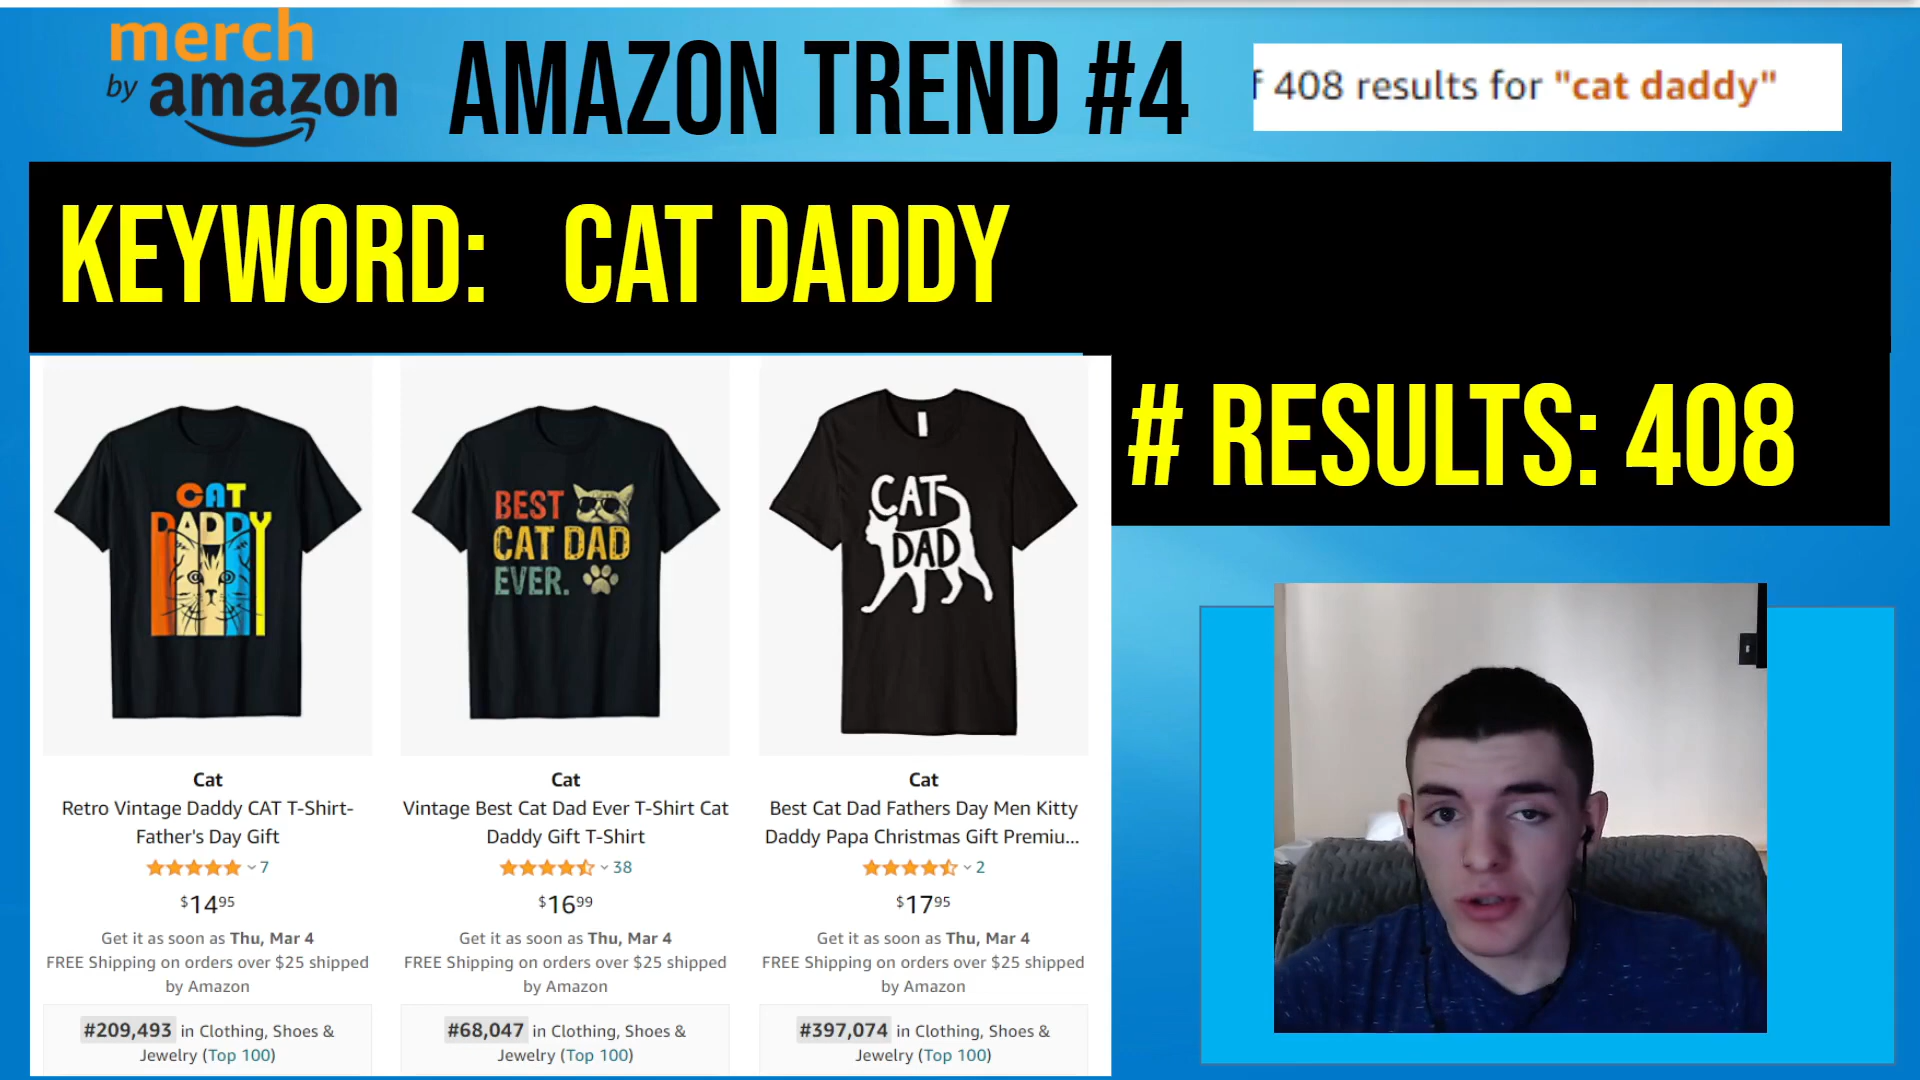 merch
by amazon
AMAZON TREND #4
f 408 results for "cat daddy"
KEYWORD: CAT DADDY
# RESULTS: 408
CAT
DADDY
BEST
CAT DAD
EVER.
CAT
DAD
Cat
Retro Vintage Daddy CAT T-Shirt-
Father's Day Gift
7
$1495
Get it as soon as Thu, Mar 4
FREE Shipping on orders over $25 shipped
by Amazon
#209,493 in Clothing, Shoes &
Jewelry (Top 100)
Cat
Vintage Best Cat Dad Ever T-Shirt Cat
Daddy Gift T-Shirt
38
$1699
Get it as soon as Thu, Mar 4
FREE Shipping on orders over $25 shipped
by Amazon
#68,047 in Clothing, Shoes &
Jewelry (Top 100)
Cat
Best Cat Dad Fathers Day Men Kitty
Daddy Papa Christmas Gift Premiu...
2
$1795
Get it as soon as Thu, Mar 4
FREE Shipping on orders over $25 shipped
by Amazon
#397,074 in Clothing, Shoes &
Jewelry (Top 100)